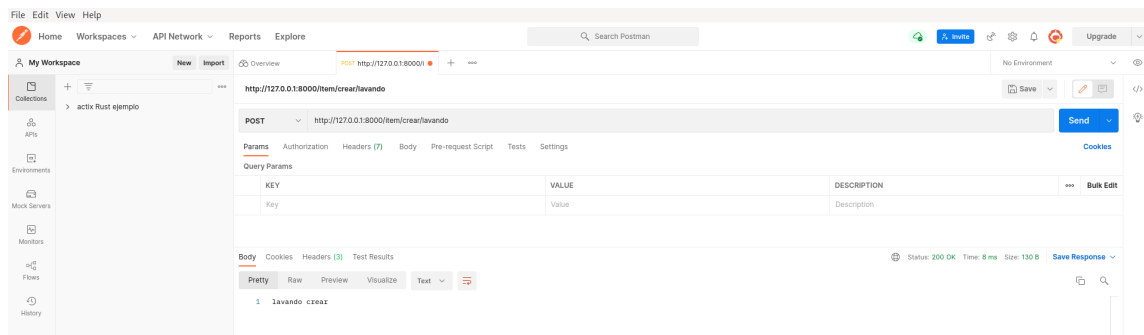 File Edit View Help
Home Workspaces API Network Reports Explore Search Postman Invite Upgrade
My Workspace New Import Overview POST http://127.0.0.1:8000/i No Environment
Collections
actix Rust ejemplo
APIs
Environments
Mock Servers
Monitors
Flows
History
http://127.0.0.1:8000/item/crear/lavando Save
POST http://127.0.0.1:8000/item/crear/lavando Send
Params Authorization Headers (7) Body Pre-request Script Tests Settings Cookies
Query Params
KEY VALUE DESCRIPTION Bulk Edit
Key Value Description
Body Cookies Headers (3) Test Results Status: 200 OK Time: 8 ms Size: 130 B Save Response
Pretty Raw Preview Visualize Text
1 lavando crear